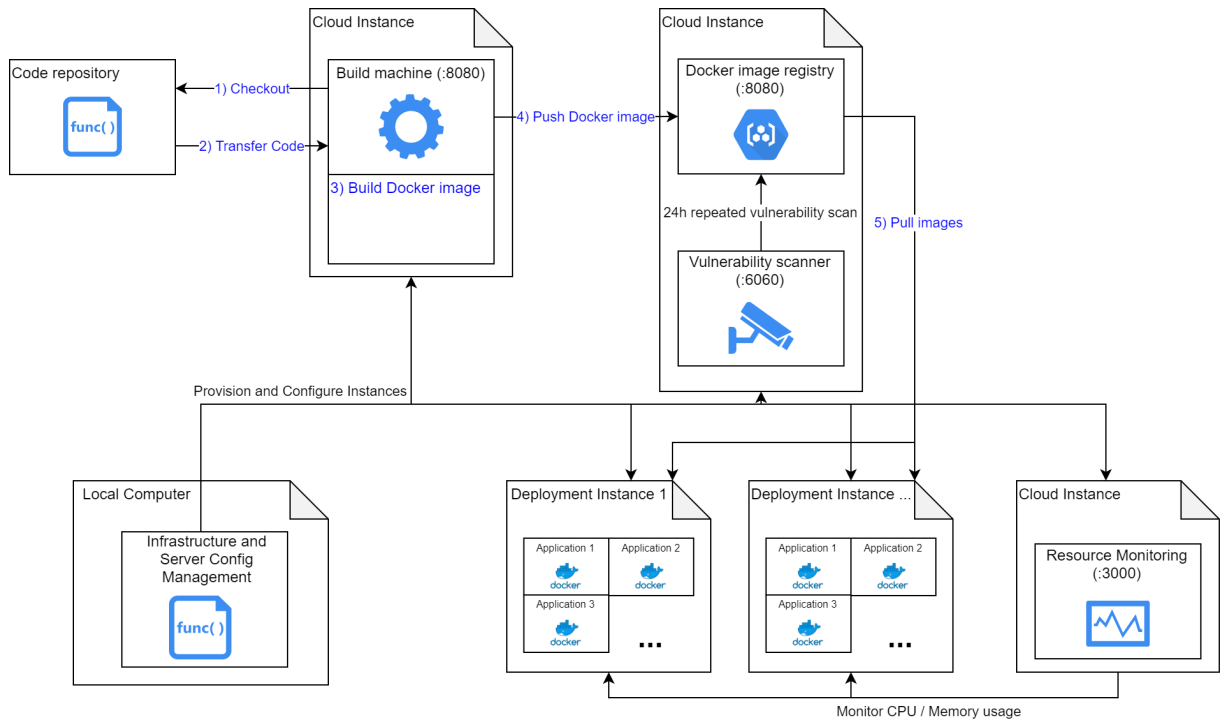 Cloud Instance
Cloud Instance
Code repository
func( )
Build machine (:8080)
1) Checkout
2) Transfer Code
3) Build Docker image
4) Push Docker image
Docker image registry
(:8080)
24h repeated vulnerability scan
5) Pull images
Vulnerability scanner
(:6060)
Provision and Configure Instances
Local Computer
Infrastructure and
Server Config
Management
func( )
Deployment Instance 1
Application 1
docker
Application 2
docker
Application 3
docker
...
Deployment Instance ...
Application 1
docker
Application 2
docker
Application 3
docker
...
Cloud Instance
Resource Monitoring
(:3000)
Monitor CPU / Memory usage